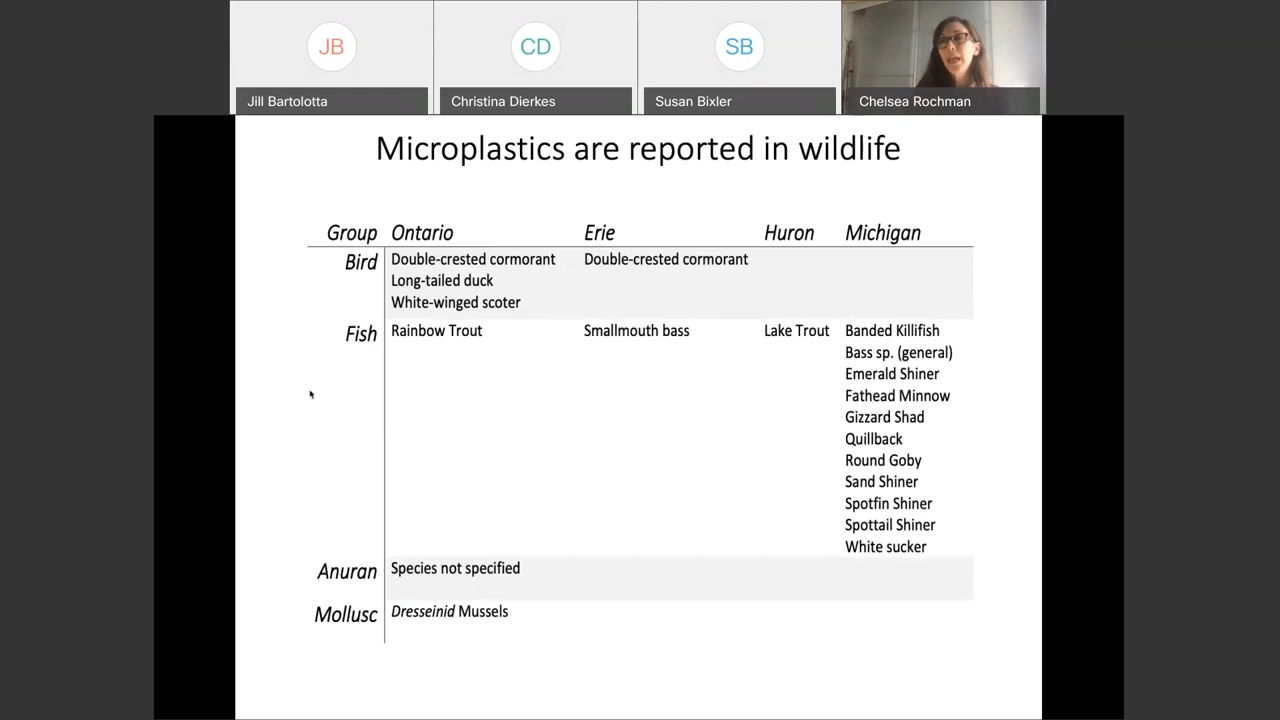 JB
CD
SB
Jill Bartolotta
Christina Dierkes
Susan Bixler
Chelsea Rochman
Microplastics are reported in wildlife
Group Ontario Erie Huron Michigan
Bird Double-crested cormorant Double-crested cormorant
Long-tailed duck
White-winged scoter
Fish Rainbow Trout Smallmouth bass Lake Trout Banded Killifish
Bass sp. (general)
Emerald Shiner
Fathead Minnow
Gizzard Shad
Quillback
Round Goby
Sand Shiner
Spotfin Shiner
Spottail Shiner
White sucker
Anuran Species not specified
Mollusc Dresseinid Mussels